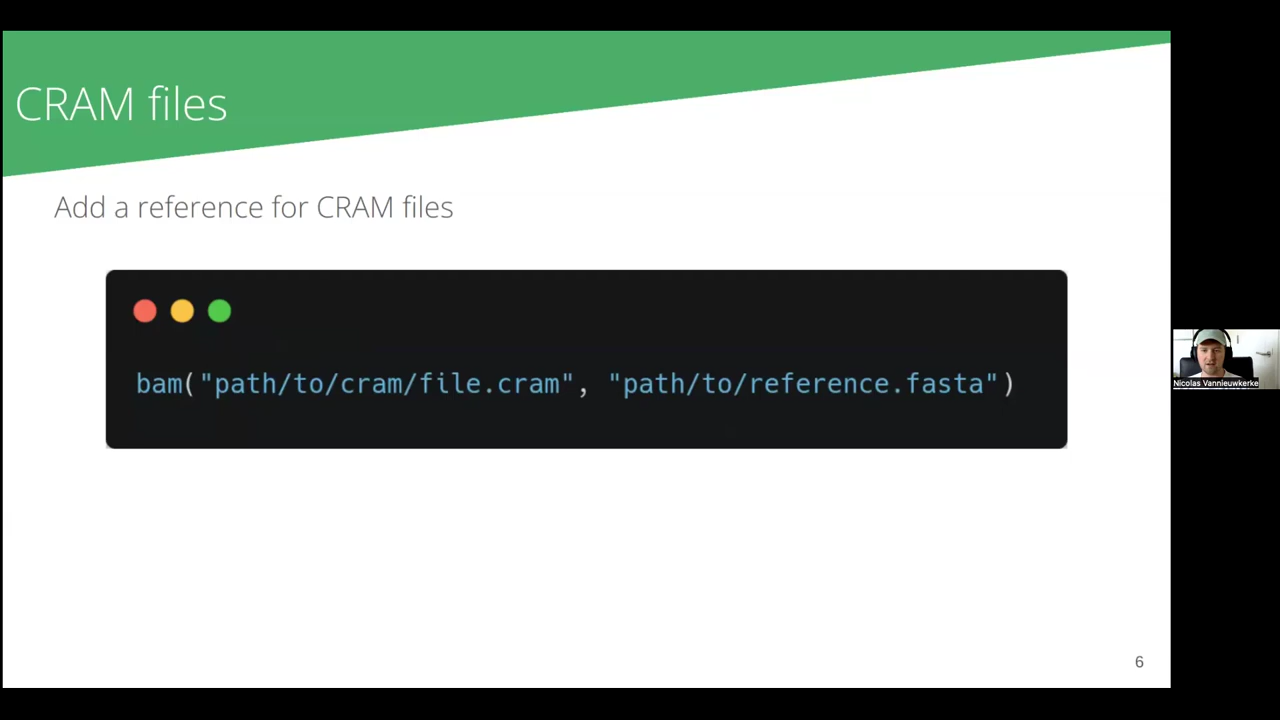 CRAM files
Add a reference for CRAM files
bam("path/to/cram/file.cram", "path/to/reference.fasta")
Nicolas Vannieuwkerke
6